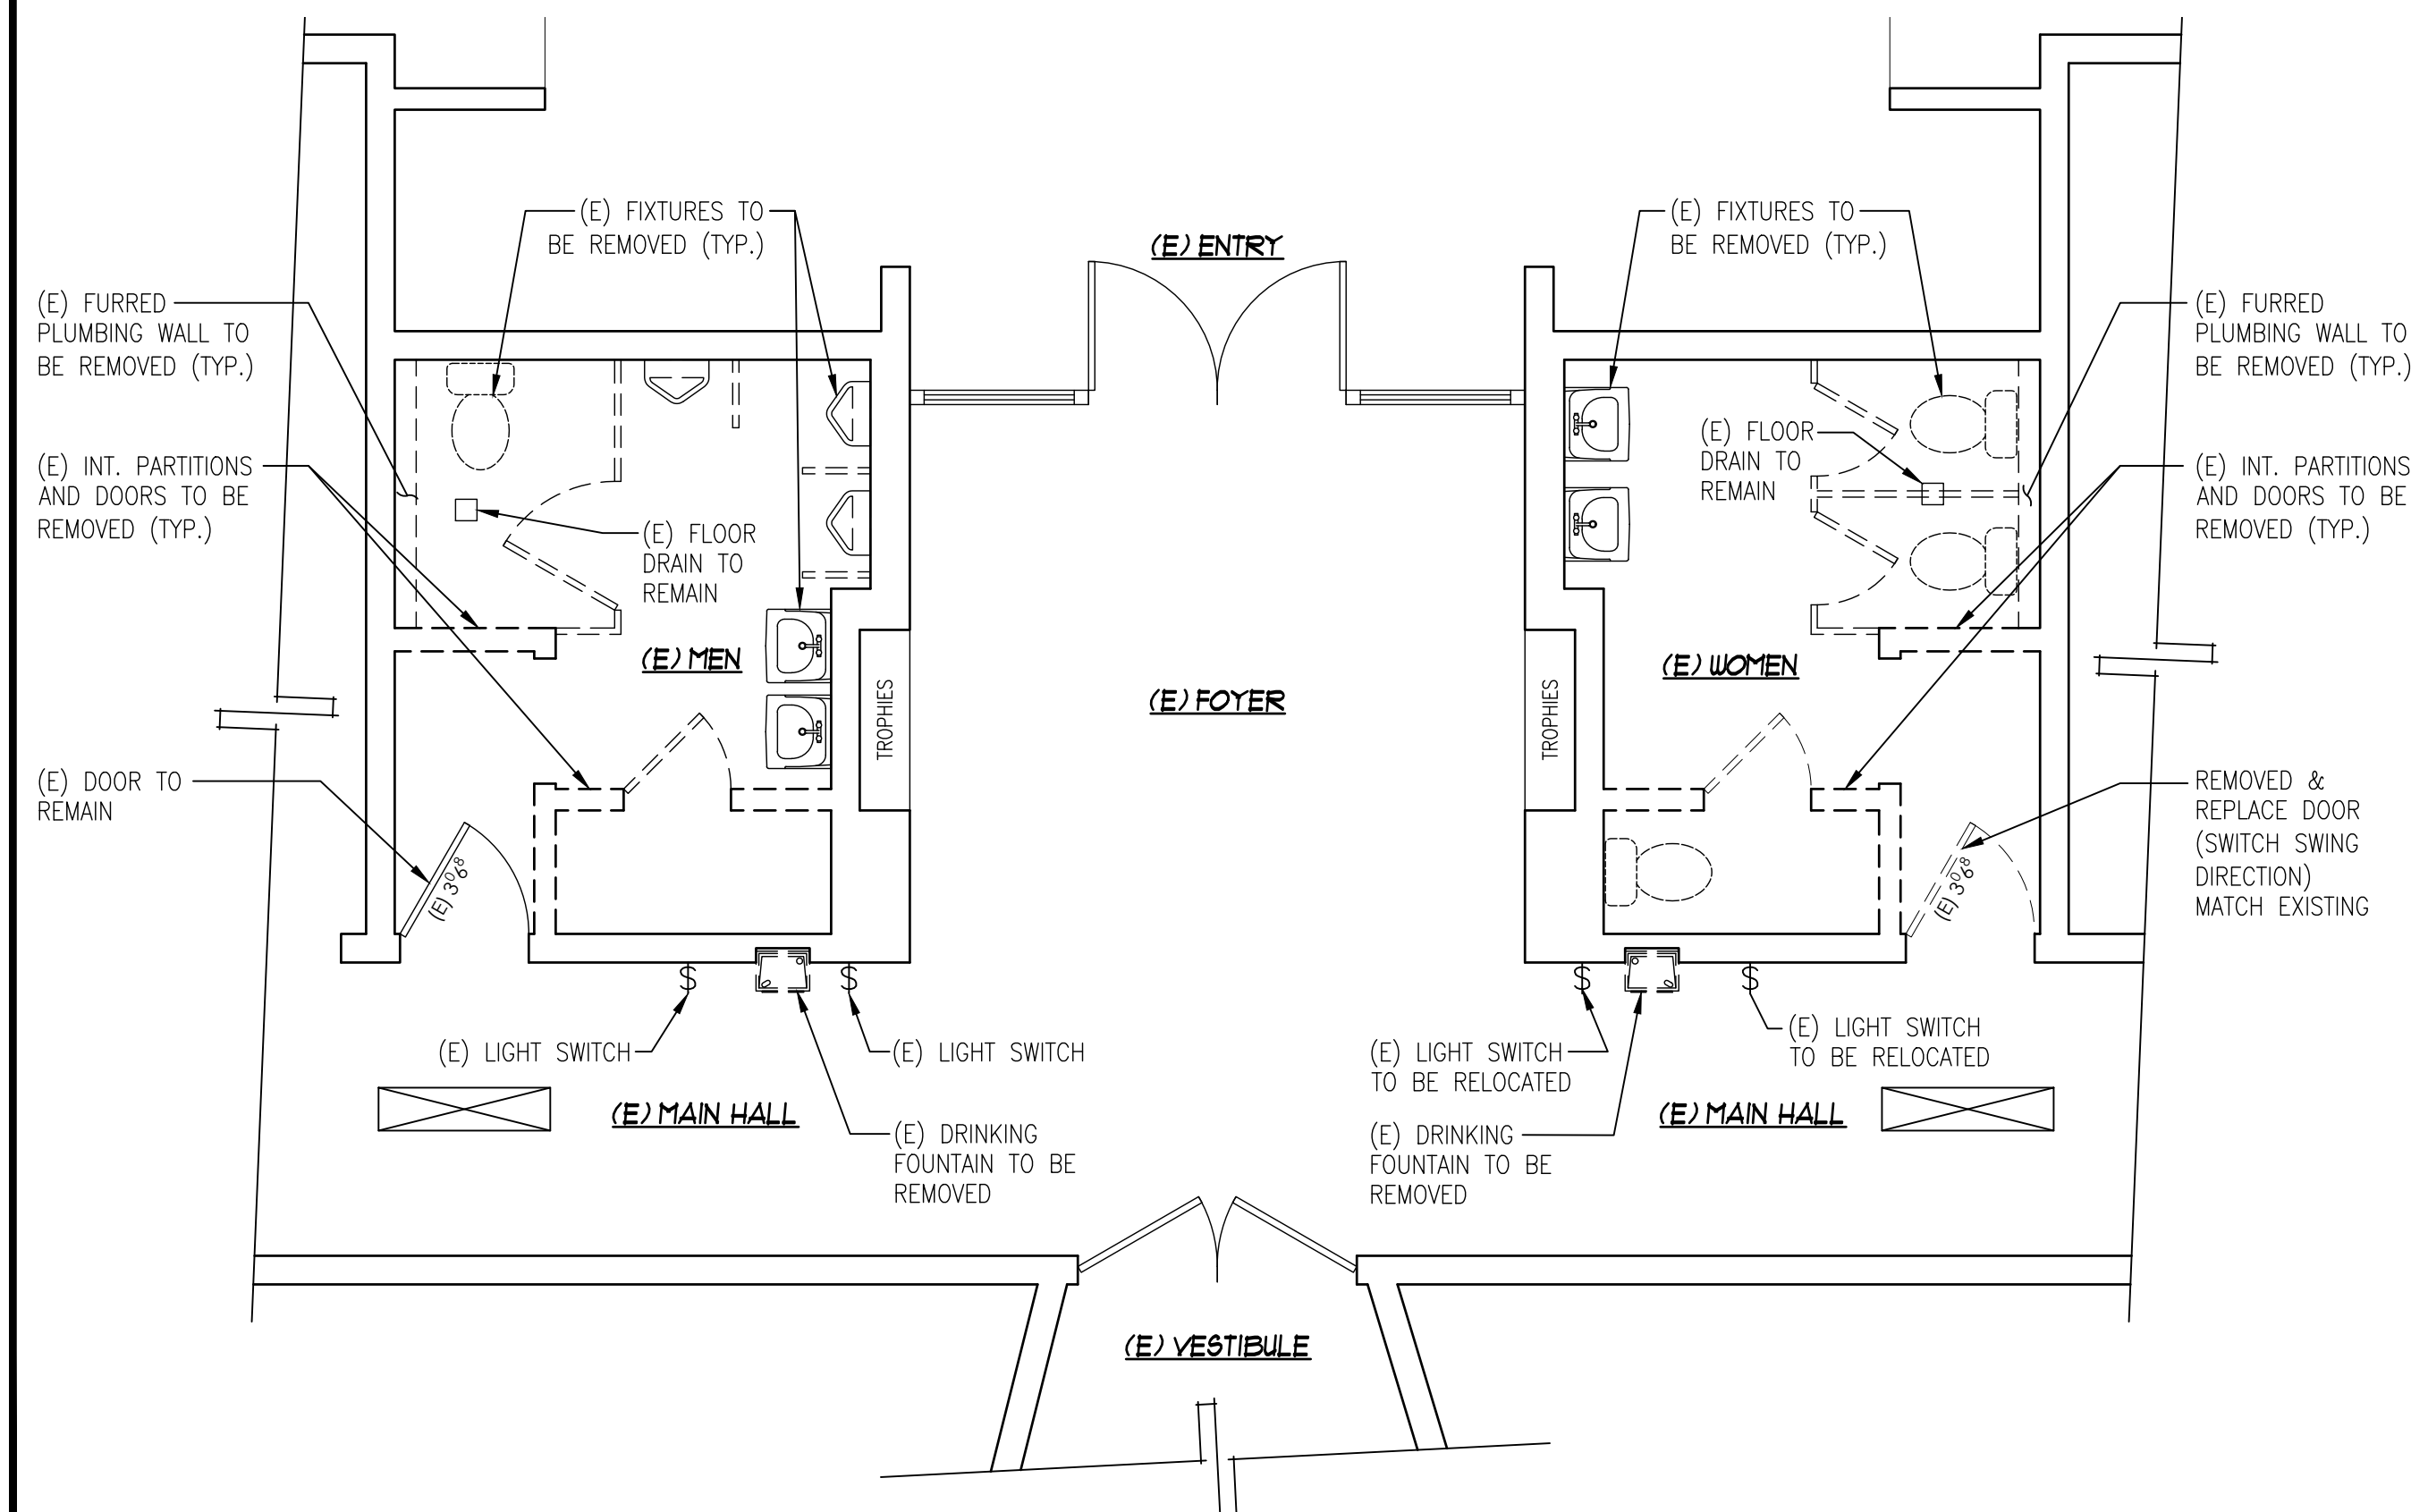 (E) FIXTURES TO
BE REMOVED (TYP.)
(E) ENTRY
(E) FIXTURES TO
BE REMOVED (TYP.)
(E) FURRED
PLUMBING WALL TO
BE REMOVED (TYP.)
(E) FURRED
PLUMBING WALL TO
BE REMOVED (TYP.)
(E) INT. PARTITIONS
AND DOORS TO BE
REMOVED (TYP.)
(E) FLOOR
DRAIN TO
REMAIN
(E) FLOOR
DRAIN TO
REMAIN
(E) INT. PARTITIONS
AND DOORS TO BE
REMOVED (TYP.)
(E) MEN
TROPHIES
(E) FOYER
TROPHIES
(E) WOMEN
(E) DOOR TO
REMAIN
(E) 3⁰6⁸
(E) 3⁰6⁸
REMOVED &
REPLACE DOOR
(SWITCH SWING
DIRECTION)
MATCH EXISTING
$
$
$
$
(E) LIGHT SWITCH
(E) LIGHT SWITCH
(E) LIGHT SWITCH
TO BE RELOCATED
(E) LIGHT SWITCH
TO BE RELOCATED
(E) MAIN HALL
(E) DRINKING
FOUNTAIN TO BE
REMOVED
(E) DRINKING
FOUNTAIN TO BE
REMOVED
(E) MAIN HALL
(E) VESTIBULE